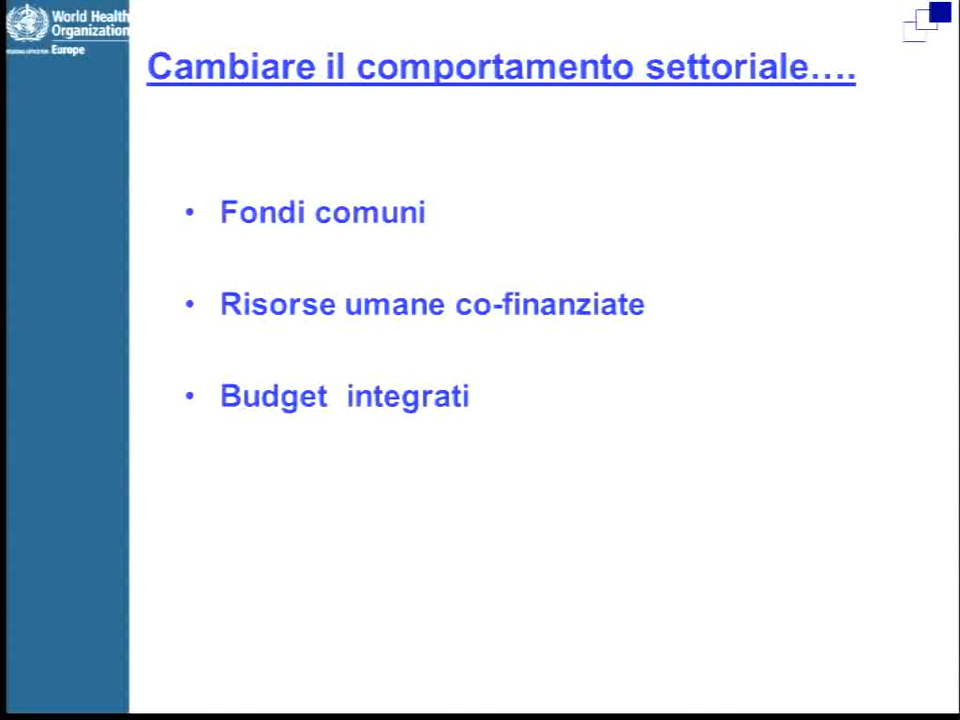 World Health
Organization
REGIONAL OFFICE FOR Europe
Cambiare il comportamento settoriale….
• Fondi comuni
• Risorse umane co-finanziate
• Budget integrati